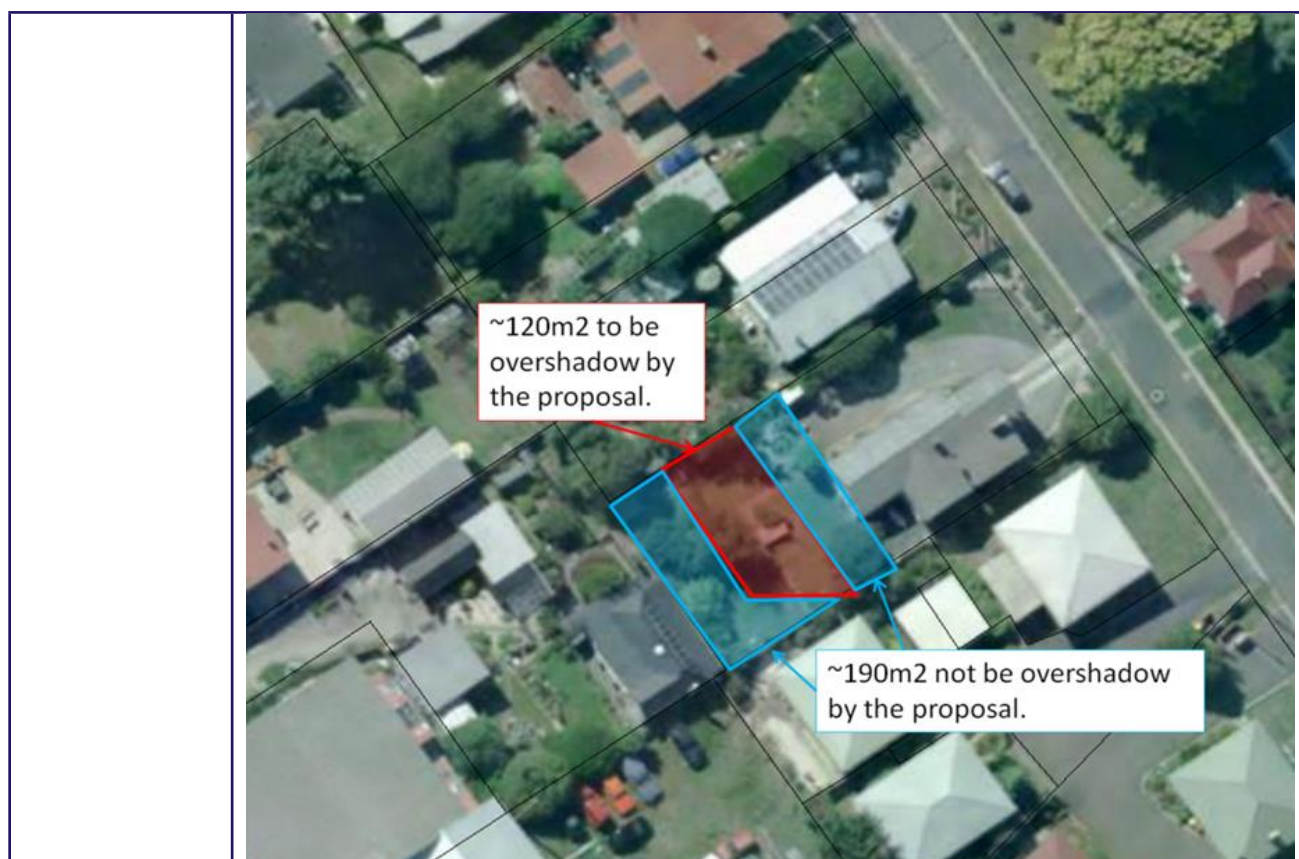 ~120m2 to be
overshadow by
the proposal.
~190m2 not be overshadow
by the proposal.